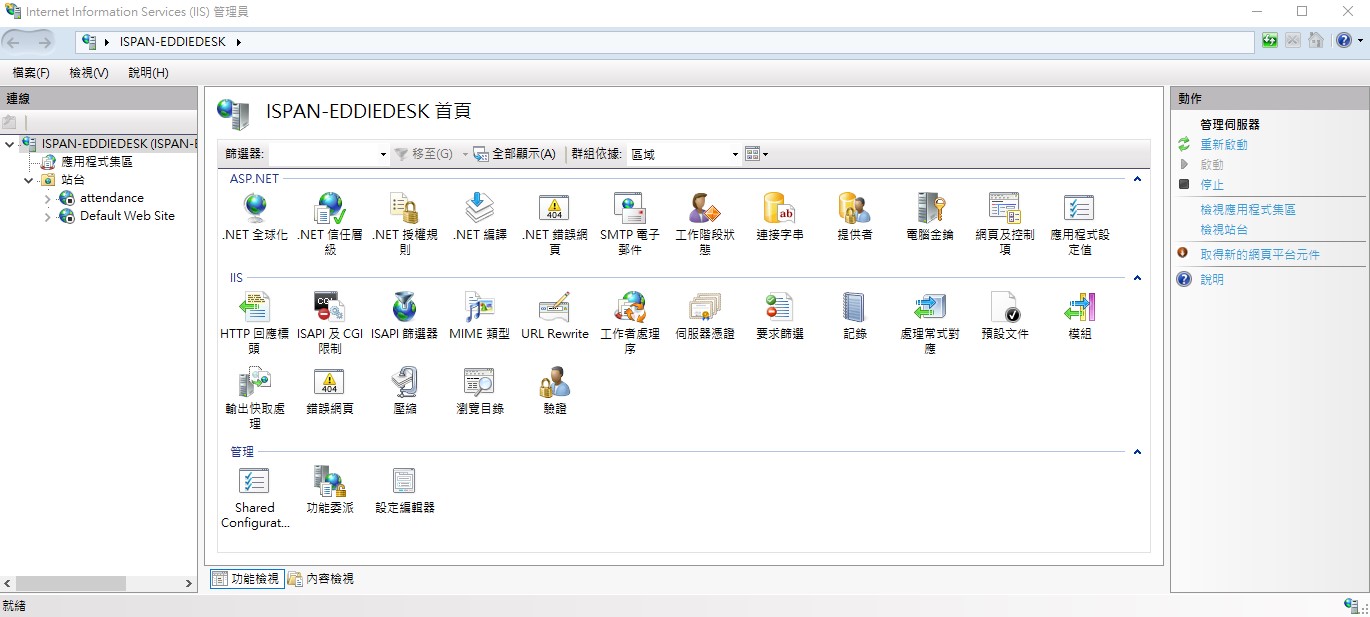 Internet Information Services (IIS) 管理員
ISPAN-EDDIEDESK
檔案(F) 檢視(V) 說明(H)
連線
ISPAN-EDDIEDESK (ISPAN-E
應用程式集區
站台
attendance
Default Web Site
ISPAN-EDDIEDESK 首頁
篩選器: 移至(G) 全部顯示(A) 群組依據: 區域
ASP.NET
.NET 全球化 .NET 信任層 .NET 授權規 .NET 編譯 .NET 錯誤網 SMTP 電子 工作階段狀 連接字串 提供者 電腦金鑰 網頁及控制 應用程式設
級 則 頁 郵件 態 項 定值
IIS
HTTP 回應標 ISAPI 及 CGI ISAPI 篩選器 MIME 類型 URL Rewrite 工作者處理 伺服器憑證 要求篩選 記錄 處理常式對 預設文件 模組
頭 限制 序 應
輸出快取處 錯誤網頁 壓縮 瀏覽目錄 驗證
理
管理
Shared 功能委派 設定編輯器
Configurat...
功能檢視 內容檢視
動作
管理伺服器
重新啟動
啟動
停止
檢視應用程式集區
檢視站台
取得新的網頁平台元件
說明
就緒